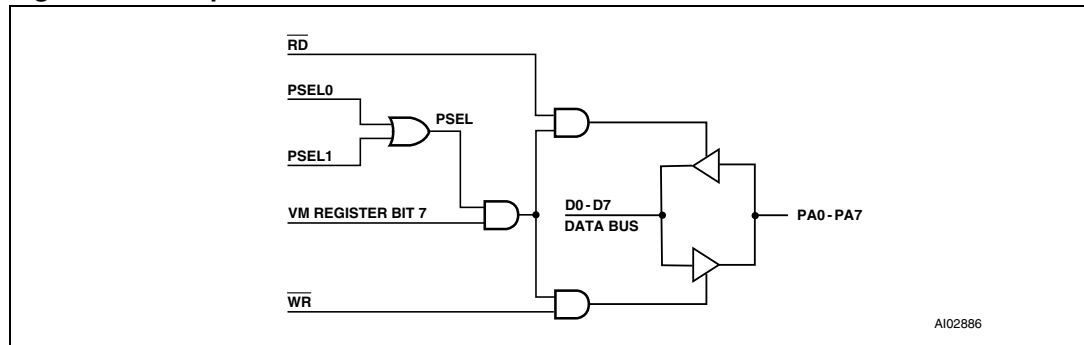 RD
PSEL0
PSEL
PSEL1
VM REGISTER BIT 7
D0-D7
DATA BUS
PA0-PA7
WR
AI02886